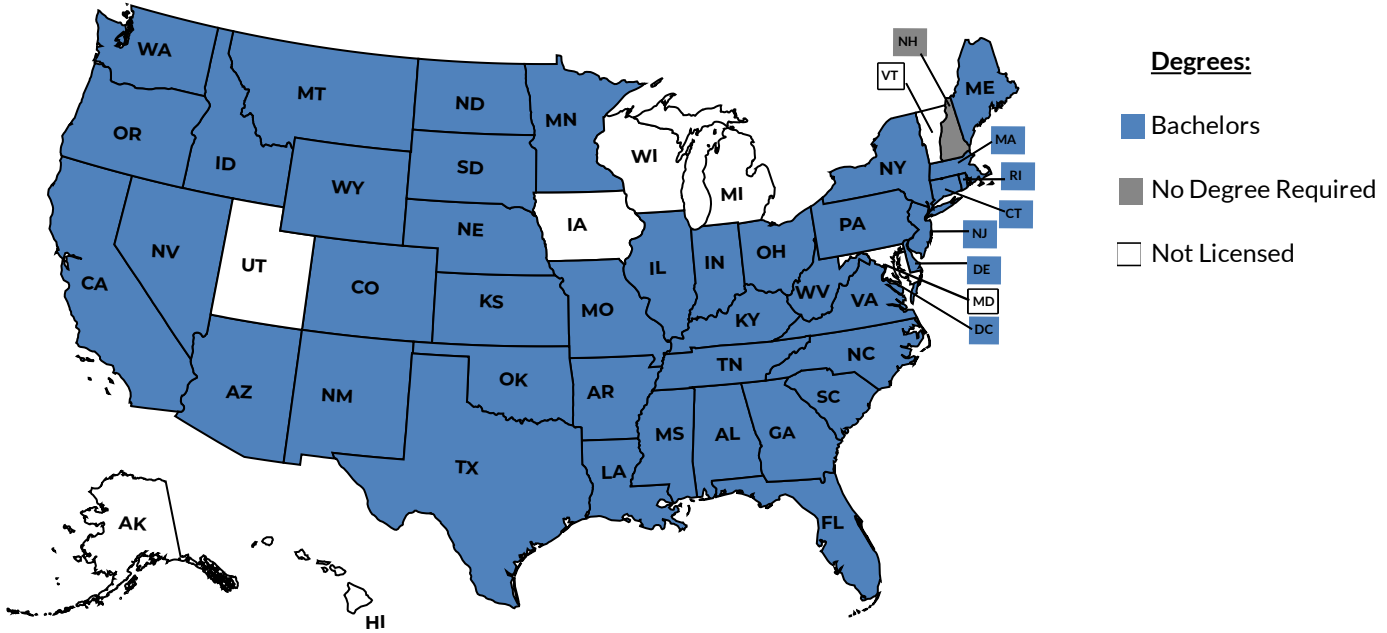 WA
MT
ND
MN
OR
ID
WY
SD
WI
MI
NY
ME
NH
VT
MA
RI
CT
NJ
DE
MD
DC
NV
UT
CO
NE
IA
IL
IN
OH
PA
CA
KS
MO
KY
WV
VA
AZ
NM
OK
AR
TN
NC
SC
TX
LA
MS
AL
GA
FL
AK
HI
Degrees:
Bachelors
No Degree Required
Not Licensed